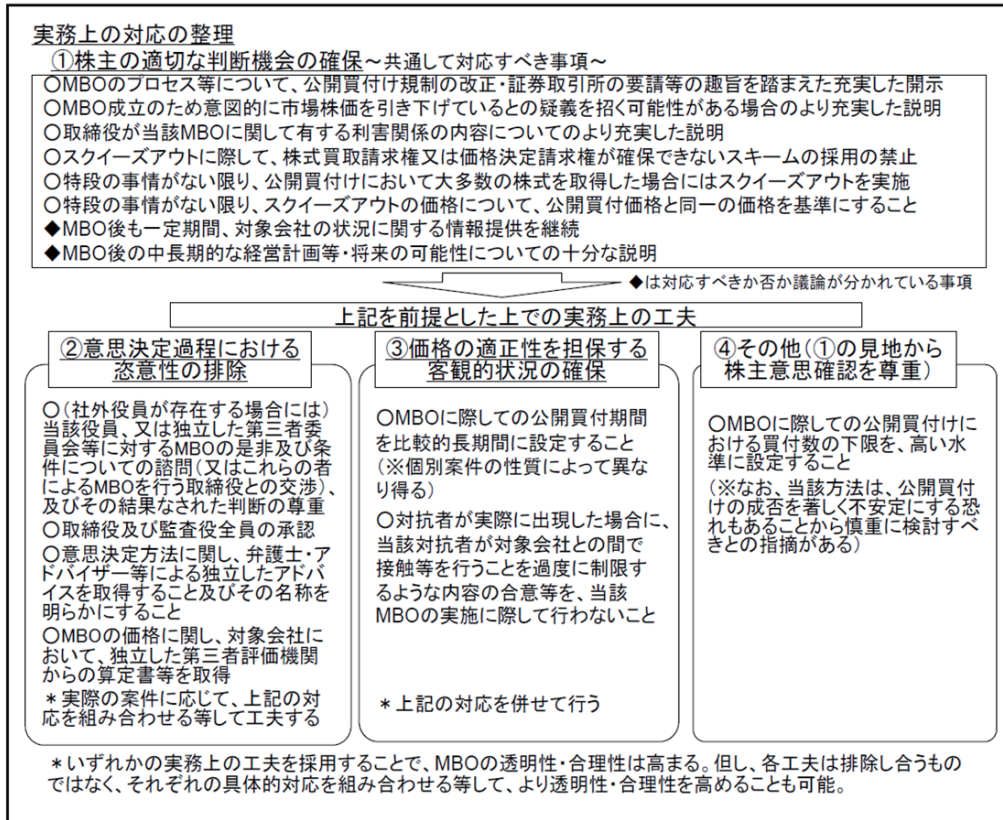 実務上の対応の整理
①株主の適切な判断機会の確保～共通して対応すべき事項～
○MBOのプロセス等について、公開買付け規制の改正・証券取引所の要請等の趣旨を踏まえた充実した開示
○MBO成立のため意図的に市場株価を引き下げているとの疑義を招く可能性がある場合のより充実した説明
○取締役が当該MBOに関して有する利害関係の内容についてのより充実した説明
○スクイーズアウトに際して、株式買取請求権又は価格決定請求権が確保できないスキームの採用の禁止
○特段の事情がない限り、公開買付けにおいて大多数の株式を取得した場合にはスクイーズアウトを実施
○特段の事情がない限り、スクイーズアウトの価格について、公開買付価格と同一の価格を基準にすること
◆MBO後も一定期間、対象会社の状況に関する情報提供を継続
◆MBO後の中長期的な経営計画等・将来の可能性についての十分な説明
◆は対応すべきか否か議論が分かれている事項
上記を前提とした上での実務上の工夫
②意思決定過程における
恣意性の排除
○(社外役員が存在する場合には)
当該役員、又は独立した第三者委
員会等に対するMBOの是非及び条
件についての諮問(又はこれらの者
によるMBOを行う取締役との交渉)、
及びその結果なされた判断の尊重
○取締役及び監査役全員の承認
○意思決定方法に関し、弁護士・ア
ドバイザー等による独立したアドバ
イスを取得すること及びその名称を
明らかにすること
○MBOの価格に関し、対象会社に
おいて、独立した第三者評価機関
からの算定書等を取得
＊実際の案件に応じて、上記の対
応を組み合わせる等して工夫する
③価格の適正性を担保する
客観的状況の確保
○MBOに際しての公開買付期間
を比較的長期間に設定すること
(※個別案件の性質によって異な
り得る)
○対抗者が実際に出現した場合に、
当該対抗者が対象会社との間で
接触等を行うことを過度に制限す
るような内容の合意等を、当該
MBOの実施に際して行わないこと
＊上記の対応を併せて行う
④その他(①の見地から
株主意思確認を尊重)
○MBOに際しての公開買付けに
おける買付数の下限を、高い水
準に設定すること
(※なお、当該方法は、公開買付
けの成否を著しく不安定にする恐
れもあることから慎重に検討すべ
きとの指摘がある)
＊いずれかの実務上の工夫を採用することで、MBOの透明性・合理性は高まる。但し、各工夫は排除し合うもの
ではなく、それぞれの具体的対応を組み合わせる等して、より透明性・合理性を高めることも可能。